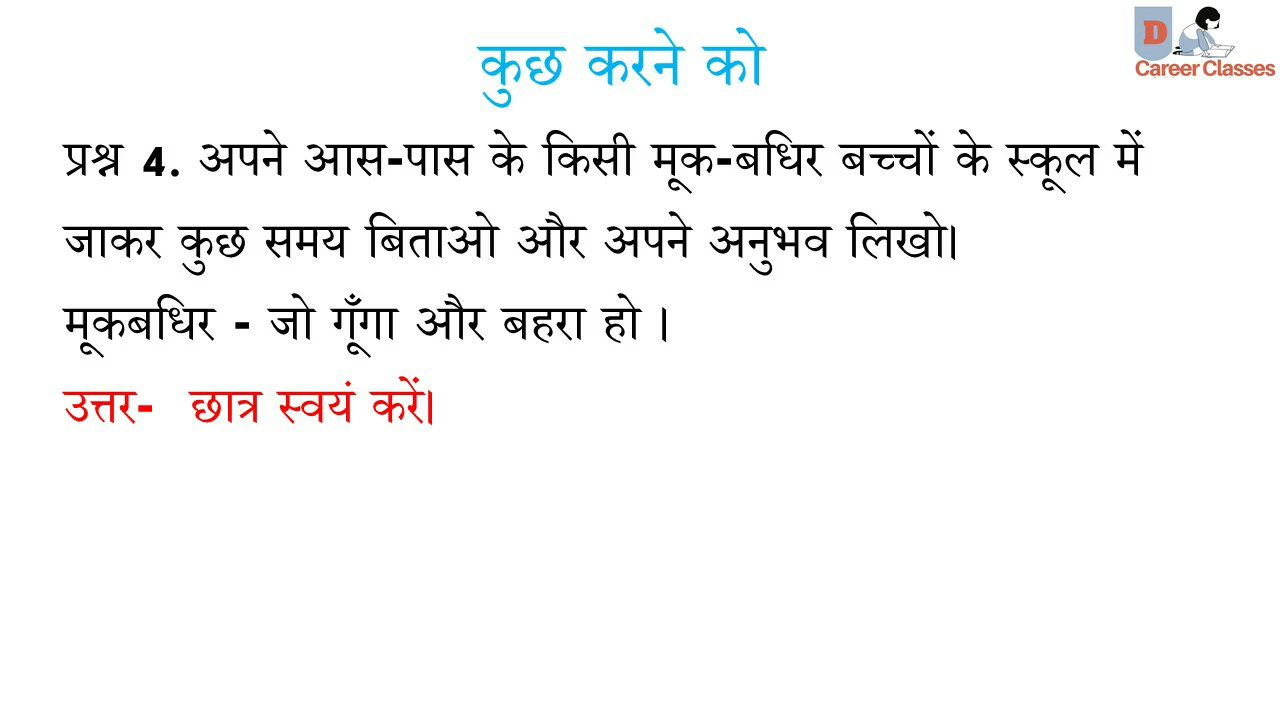 कुछ करने को
D
Career Classes
प्रश्न 4. अपने आस-पास के किसी मूक-बधिर बच्चों के स्कूल में
जाकर कुछ समय बिताओ और अपने अनुभव लिखो।
मूकबधिर - जो गूँगा और बहरा हो ।
उत्तर- छात्र स्वयं करें।